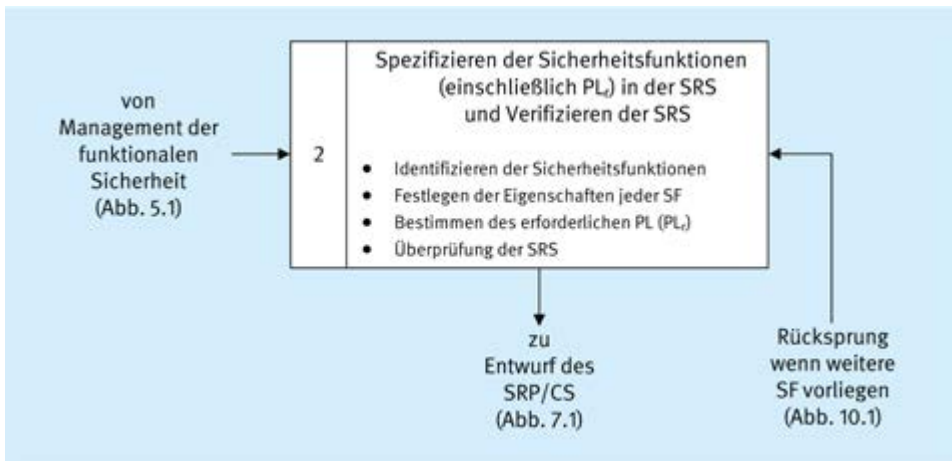 von
Management der
funktionalen
Sicherheit
(Abb. 5.1)
2
Spezifizieren der Sicherheitsfunktionen
(einschließlich PLr) in der SRS
und Verifizieren der SRS
• Identifizieren der Sicherheitsfunktionen
• Festlegen der Eigenschaften jeder SF
• Bestimmen des erforderlichen PL (PLr)
• Überprüfung der SRS
zu
Entwurf des
SRP/CS
(Abb. 7.1)
Rücksprung
wenn weitere
SF vorliegen
(Abb. 10.1)